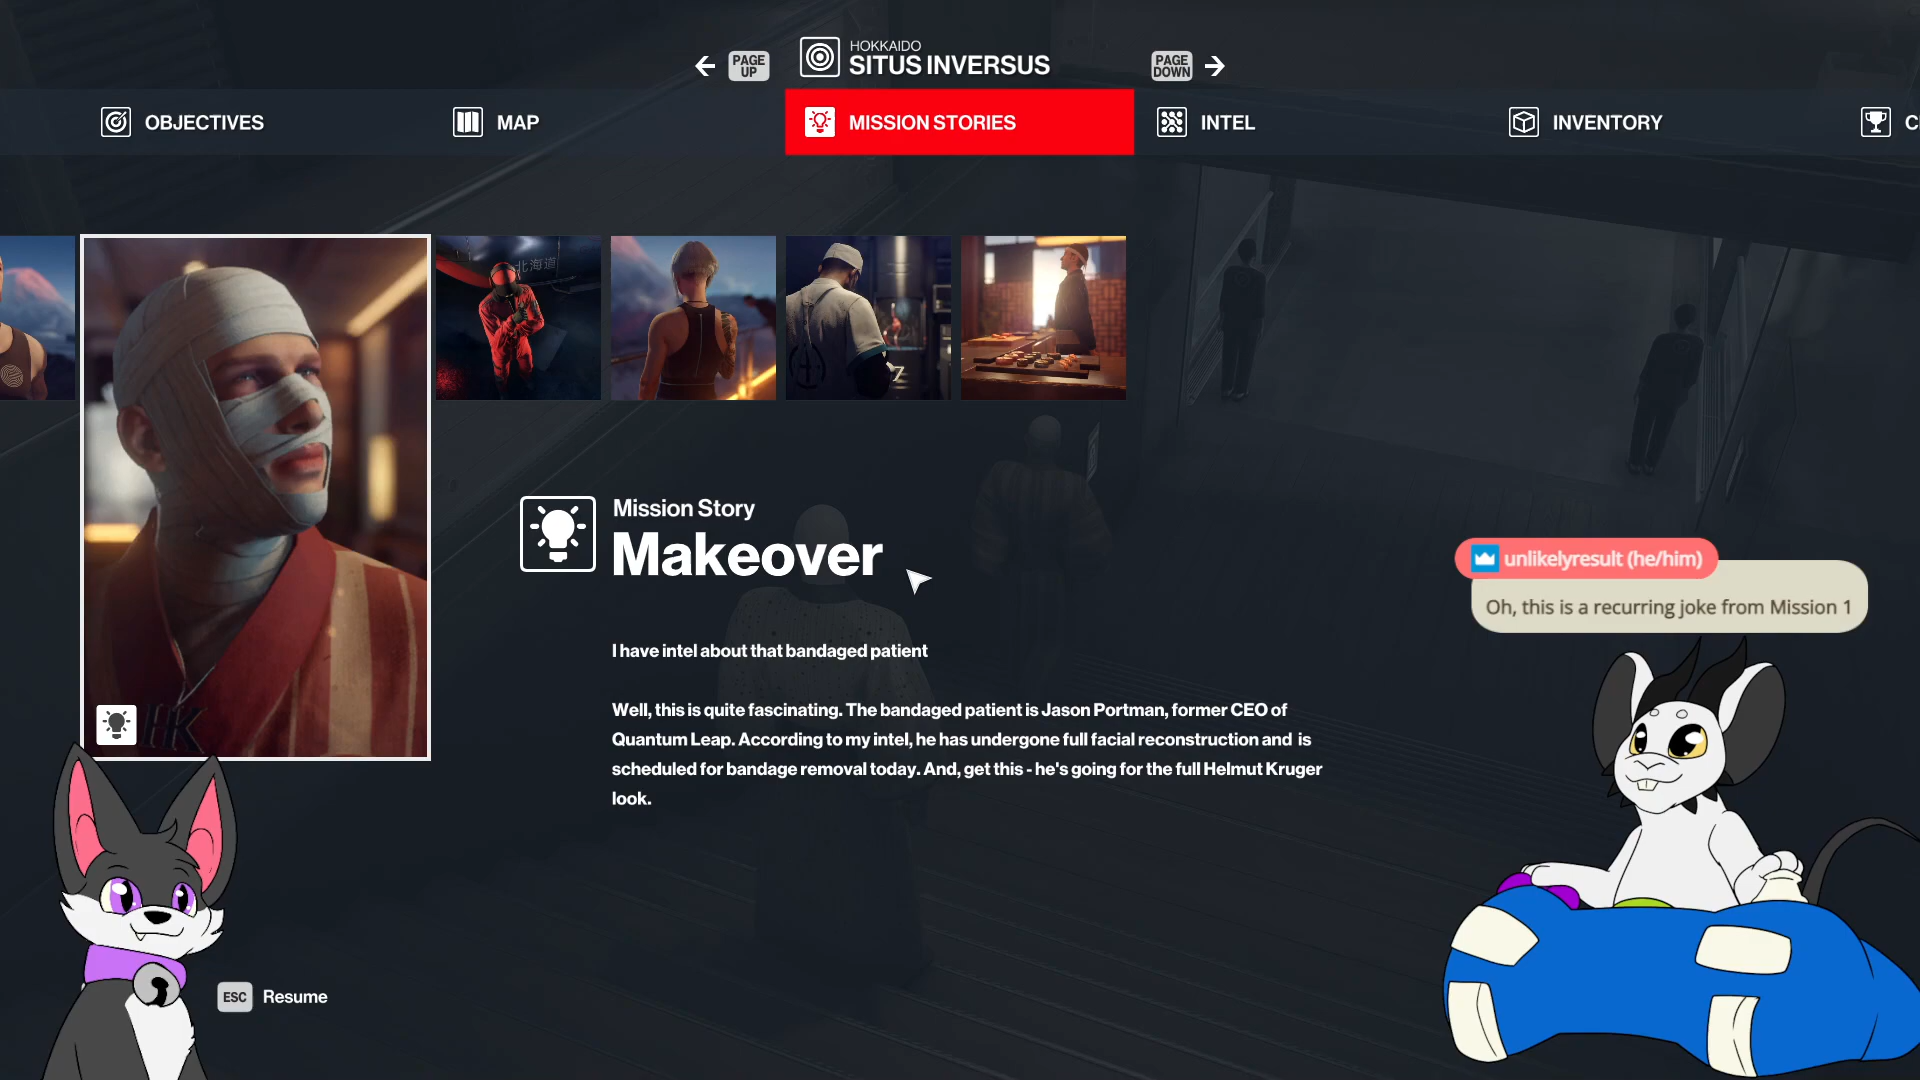 PAGE UP
HOKKAIDO
SITUS INVERSUS
PAGE DOWN
OBJECTIVES
MAP
MISSION STORIES
INTEL
INVENTORY
C
北海道
HK
Mission Story
Makeover
I have intel about that bandaged patient
Well, this is quite fascinating. The bandaged patient is Jason Portman, former CEO of
Quantum Leap. According to my intel, he has undergone full facial reconstruction and is
scheduled for bandage removal today. And, get this - he's going for the full Helmut Kruger
look.
unlikelyresult (he/him)
Oh, this is a recurring joke from Mission 1
ESC Resume